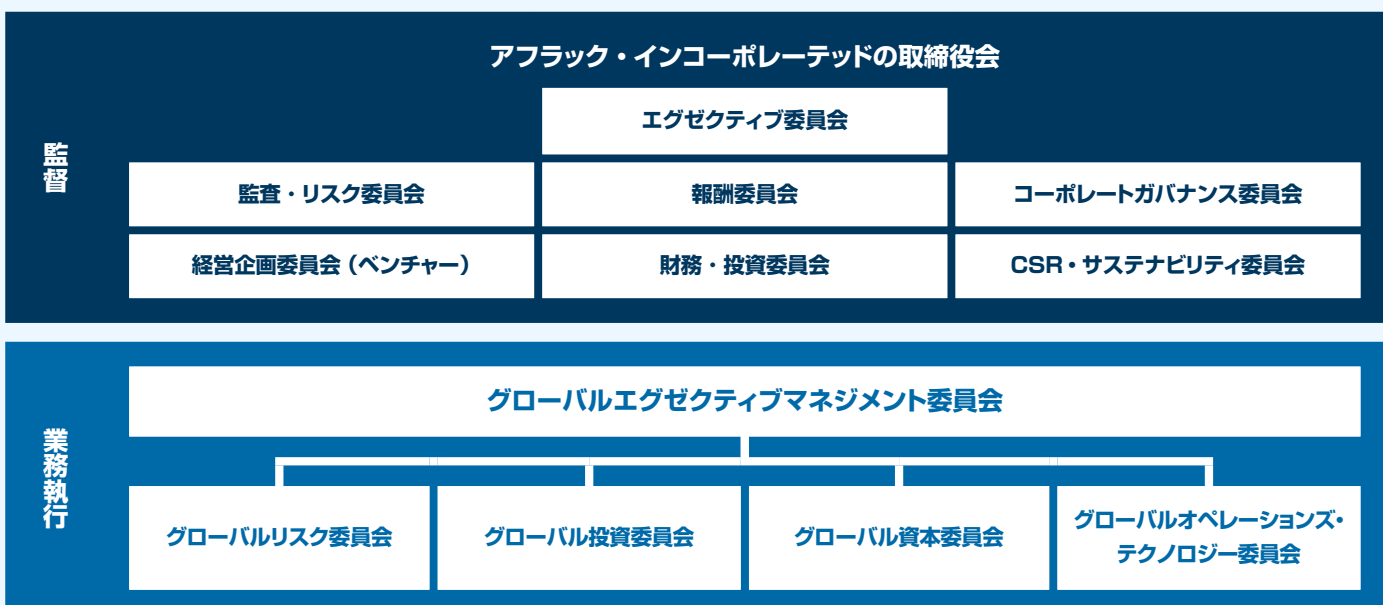 アフラック・インコーポレーテッドの取締役会
監督
エグゼクティブ委員会
監査・リスク委員会
報酬委員会
コーポレートガバナンス委員会
経営企画委員会（ベンチャー）
財務・投資委員会
CSR・サステナビリティ委員会
業務執行
グローバルエグゼクティブマネジメント委員会
グローバルリスク委員会
グローバル投資委員会
グローバル資本委員会
グローバルオペレーションズ・
テクノロジー委員会